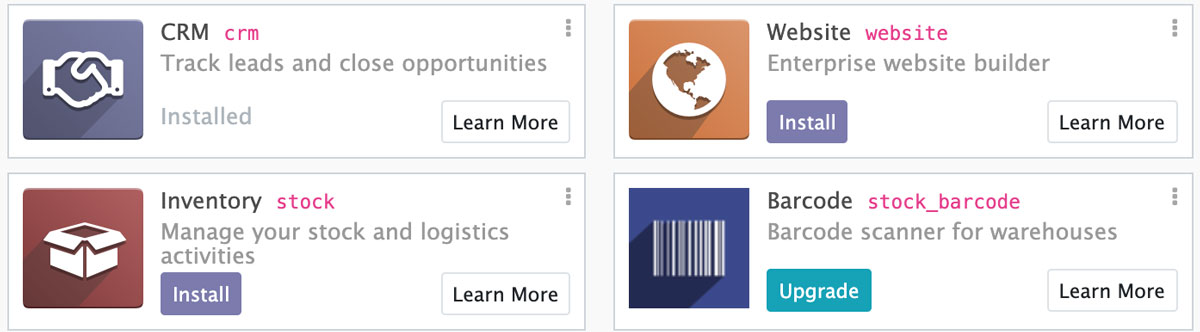 CRM crm
Track leads and close opportunities
Installed
Learn More
Website website
Enterprise website builder
Install
Learn More
Inventory stock
Manage your stock and logistics
activities
Install
Learn More
Barcode stock_barcode
Barcode scanner for warehouses
Upgrade
Learn More